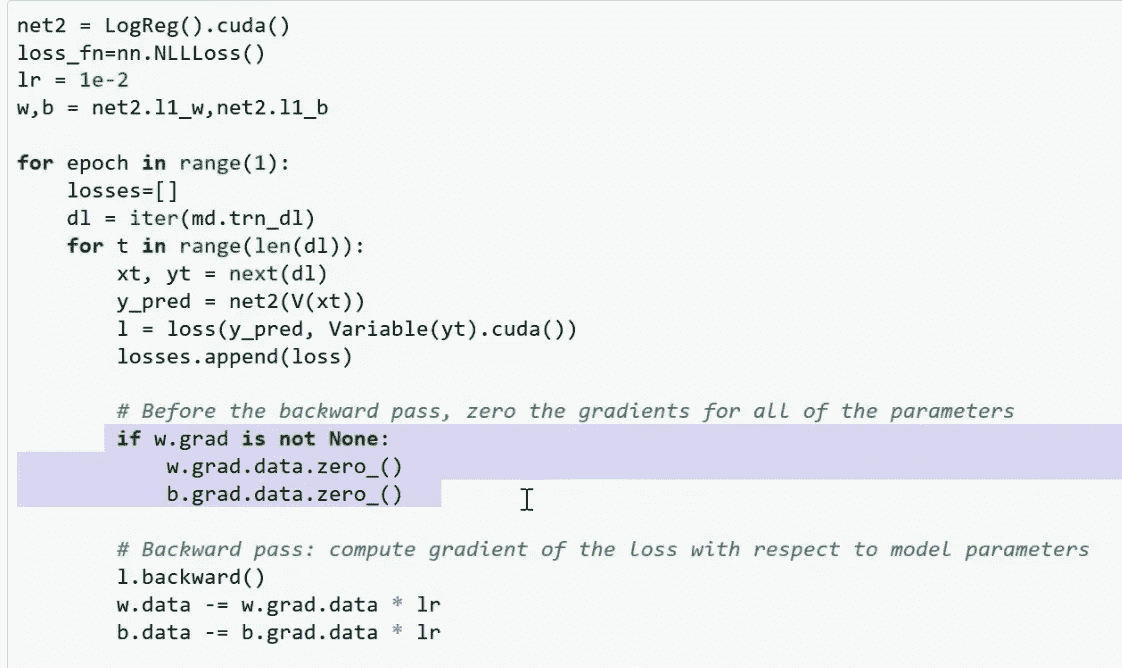 net2 = LogReg().cuda()
loss_fn=nn.NLLLoss()
lr = 1e-2
w,b = net2.l1_w,net2.l1_b
for epoch in range(1):
    losses=[]
    dl = iter(md.trn_dl)
    for t in range(len(dl)):
        xt, yt = next(dl)
        y_pred = net2(V(xt))
        l = loss(y_pred, Variable(yt).cuda())
        losses.append(loss)
        # Before the backward pass, zero the gradients for all of the parameters
        if w.grad is not None:
            w.grad.data.zero_()
            b.grad.data.zero_()
        # Backward pass: compute gradient of the loss with respect to model parameters
        l.backward()
        w.data -= w.grad.data * lr
        b.data -= b.grad.data * lr